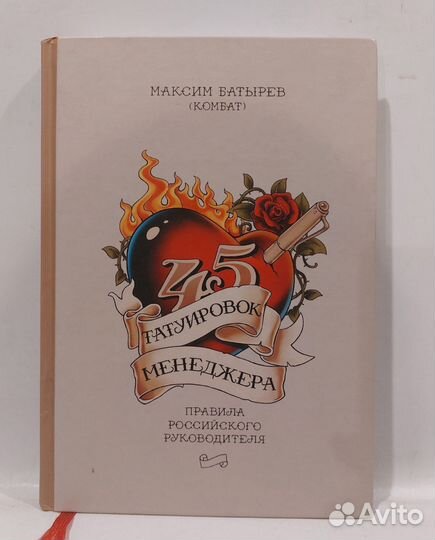 МАКСИМ БАТЫРЕВ
(КОМБАТ)
45
ТАТУИРОВОК
МЕНЕДЖЕРА
ПРАВИЛА
РОССИЙСКОГО
РУКОВОДИТЕЛЯ
Avito